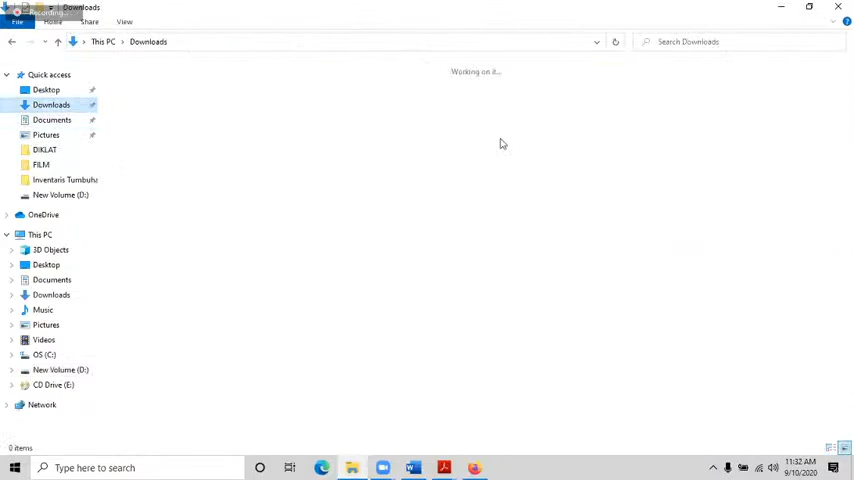 Recording...
Downloads
File
Home
Share
View
This PC
Downloads
Search Downloads
Working on it...
Quick access
Desktop
Downloads
Documents
Pictures
DIKLAT
FILM
Inventaris Tumbuha
New Volume (D:)
OneDrive
This PC
3D Objects
Desktop
Documents
Downloads
Music
Pictures
Videos
OS (C:)
New Volume (D:)
CD Drive (E:)
Network
0 items
Type here to search
11:32 AM
9/10/2020